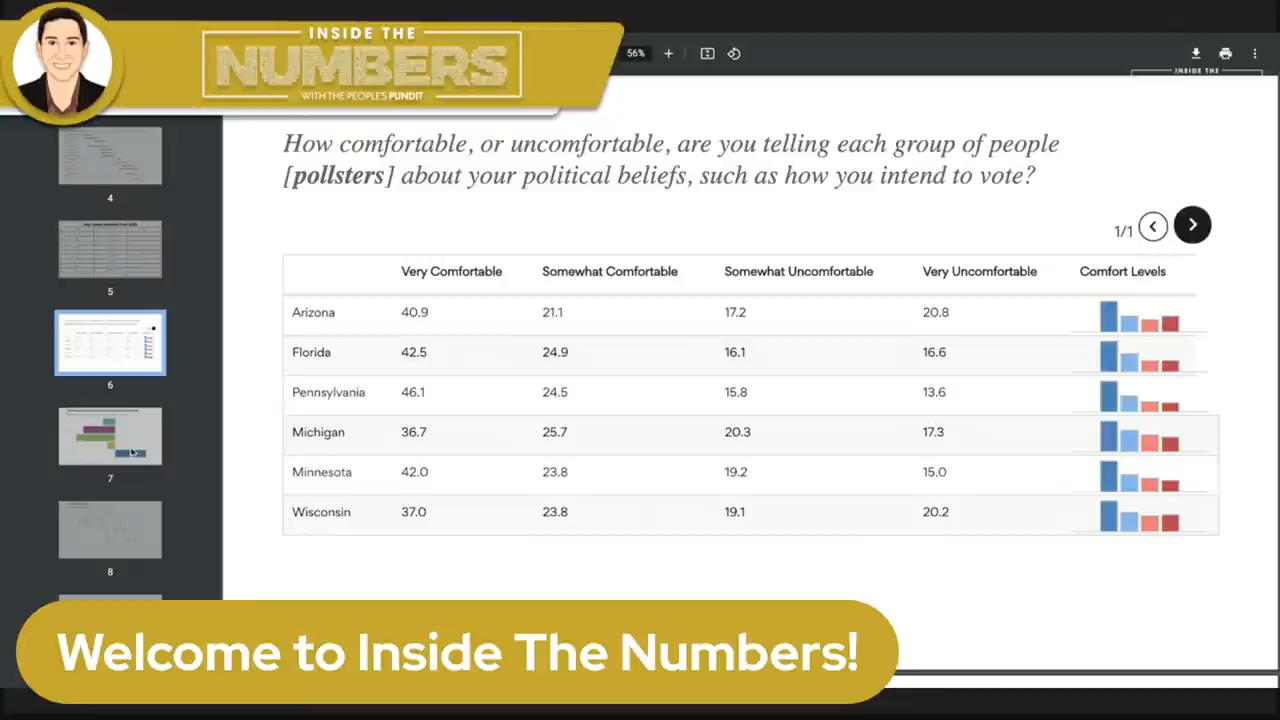 INSIDE THE
NUMBERS
WITH THE PEOPLE'S PUNDIT
56%
INSIDE THE
How comfortable, or uncomfortable, are you telling each group of people
[pollsters] about your political beliefs, such as how you intend to vote?
1/1
Very Comfortable Somewhat Comfortable Somewhat Uncomfortable Very Uncomfortable Comfort Levels
Arizona 40.9 21.1 17.2 20.8
Florida 42.5 24.9 16.1 16.6
Pennsylvania 46.1 24.5 15.8 13.6
Michigan 36.7 25.7 20.3 17.3
Minnesota 42.0 23.8 19.2 15.0
Wisconsin 37.0 23.8 19.1 20.2
4
5
6
7
8
Welcome to Inside The Numbers!